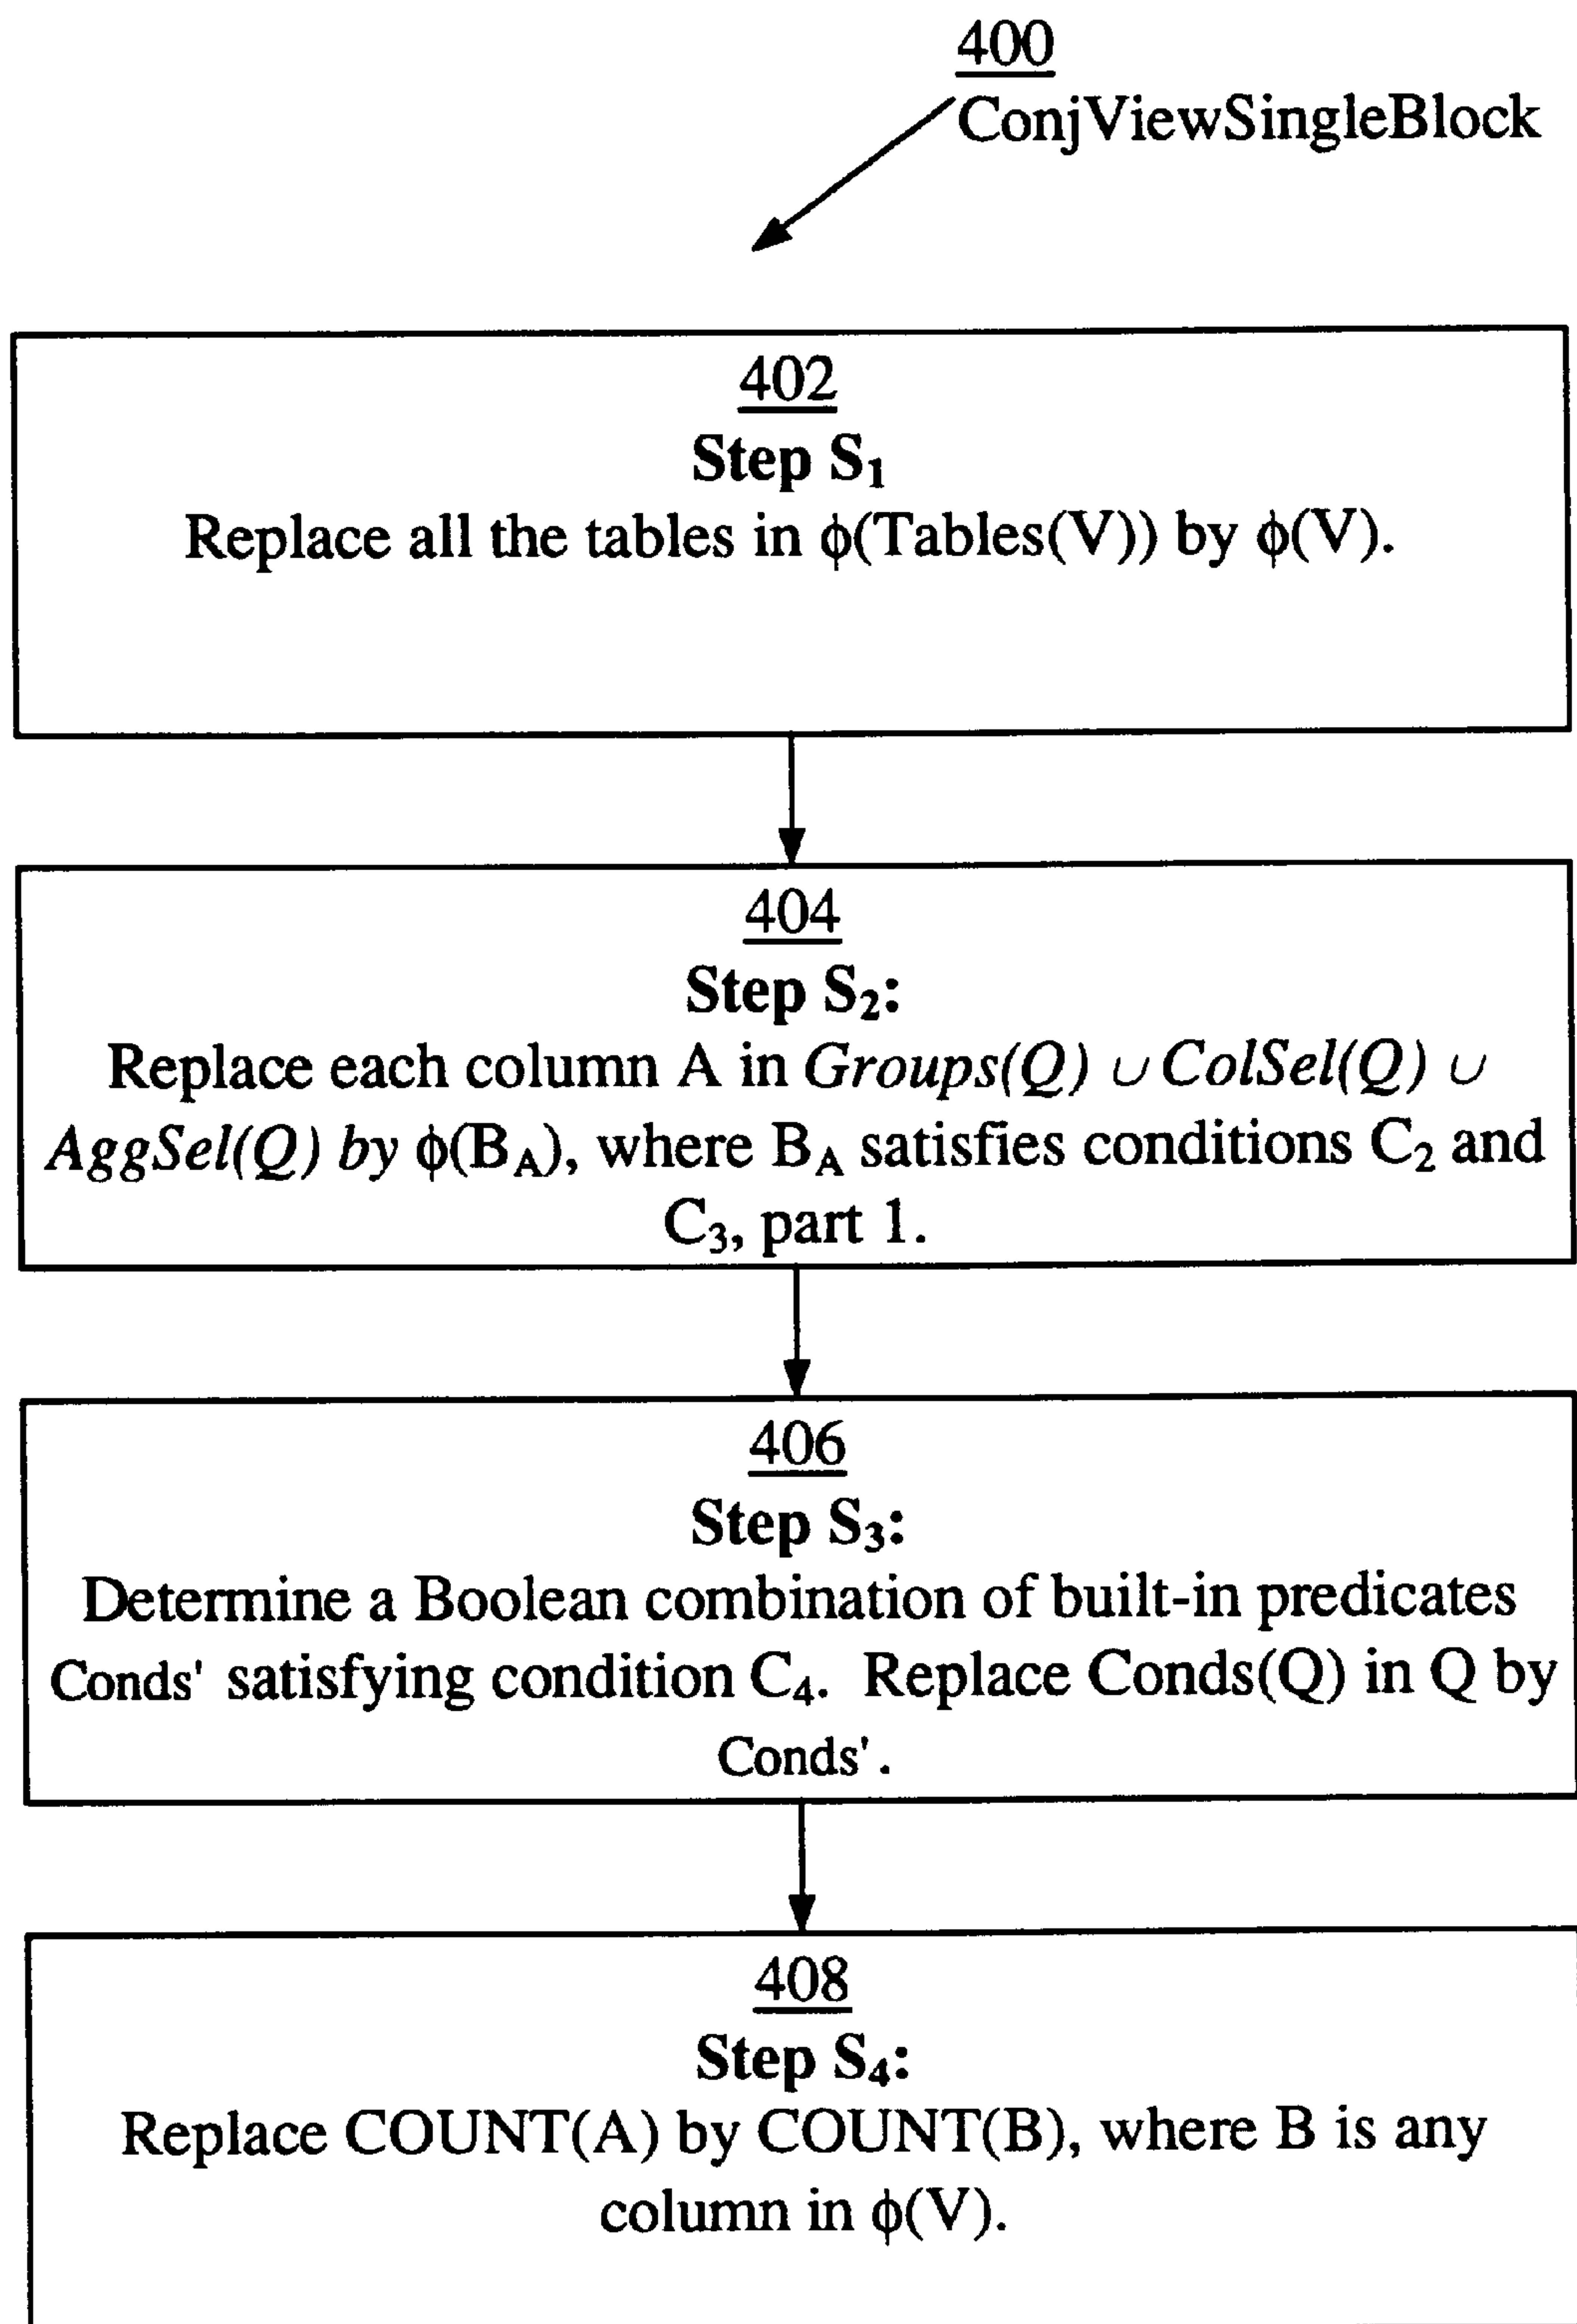 400
ConjViewSingleBlock
402
Step S₁
Replace all the tables in ϕ(Tables(V)) by ϕ(V).
404
Step S₂:
Replace each column A in Groups(Q) ∪ ColSel(Q) ∪
AggSel(Q) by ϕ(B_A), where B_A satisfies conditions C₂ and
C₃, part 1.
406
Step S₃:
Determine a Boolean combination of built-in predicates
Conds' satisfying condition C₄. Replace Conds(Q) in Q by
Conds'.
408
Step S₄:
Replace COUNT(A) by COUNT(B), where B is any
column in ϕ(V).